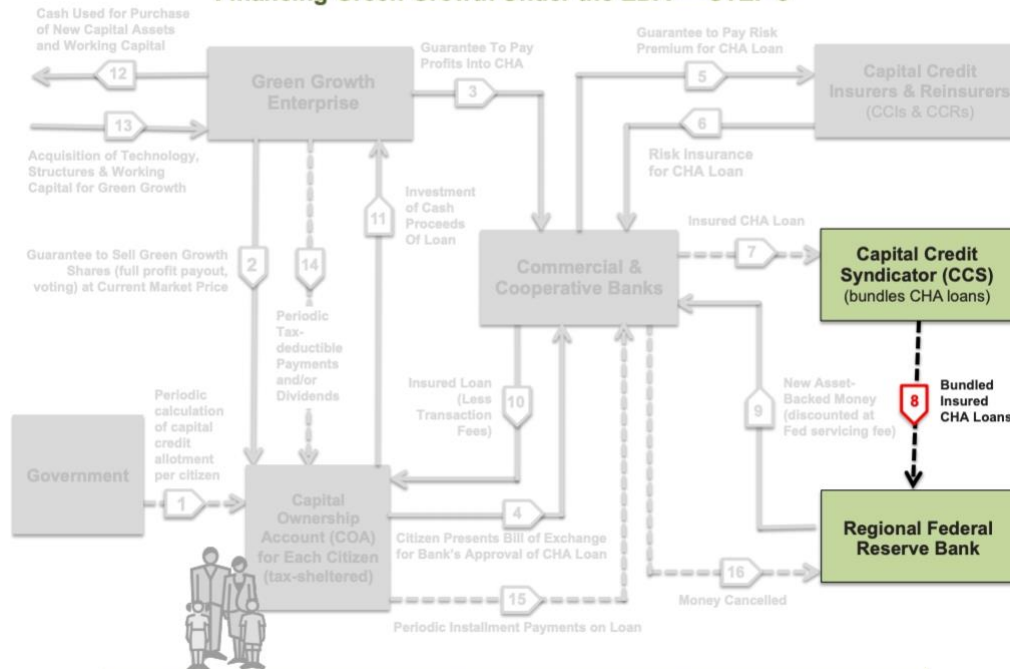 Cash Used for Purchase
of New Capital Assets
and Working Capital
12
13
Acquisition of Technology,
Structures & Working
Capital for Green Growth
Green Growth
Enterprise
Guarantee To Pay
Profits Into CHA
3
Guarantee to Pay Risk
Premium for CHA Loan
5
6
Risk Insurance
for CHA Loan
Capital Credit
Insurers & Reinsurers
(CCIs & CCRs)
Guarantee to Sell Green Growth
Shares (full profit payout,
voting) at Current Market Price
2
14
Periodic
Tax-
deductible
Payments
and/or
Dividends
11
Investment
of Cash
Proceeds
Of Loan
Commercial &
Cooperative Banks
Insured CHA Loan
7
Capital Credit
Syndicator (CCS)
(bundles CHA loans)
8
Bundled
Insured
CHA Loans
New Asset-
Backed Money
(discounted at
Fed servicing fee)
9
Insured Loan
(Less
Transaction
Fees)
10
Government
Periodic
calculation
of capital
credit
allotment
per citizen
1
Capital
Ownership
Account (COA)
for Each Citizen
(tax-sheltered)
4
Citizen Presents Bill of Exchange
for Bank's Approval of CHA Loan
15
Periodic Installment Payments on Loan
16
Money Cancelled
Regional Federal
Reserve Bank